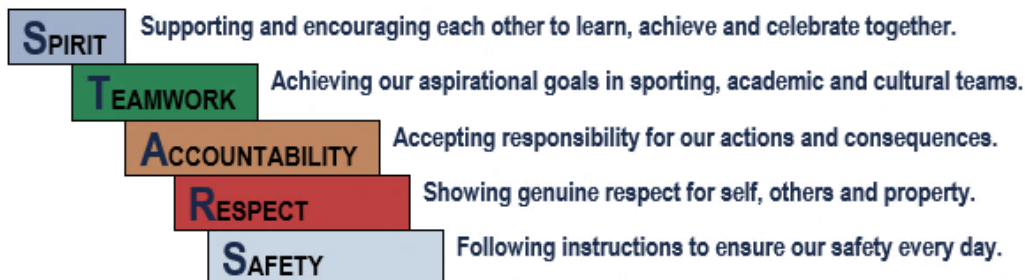 SPIRIT Supporting and encouraging each other to learn, achieve and celebrate together.
TEAMWORK Achieving our aspirational goals in sporting, academic and cultural teams.
ACCOUNTABILITY Accepting responsibility for our actions and consequences.
RESPECT Showing genuine respect for self, others and property.
SAFETY Following instructions to ensure our safety every day.